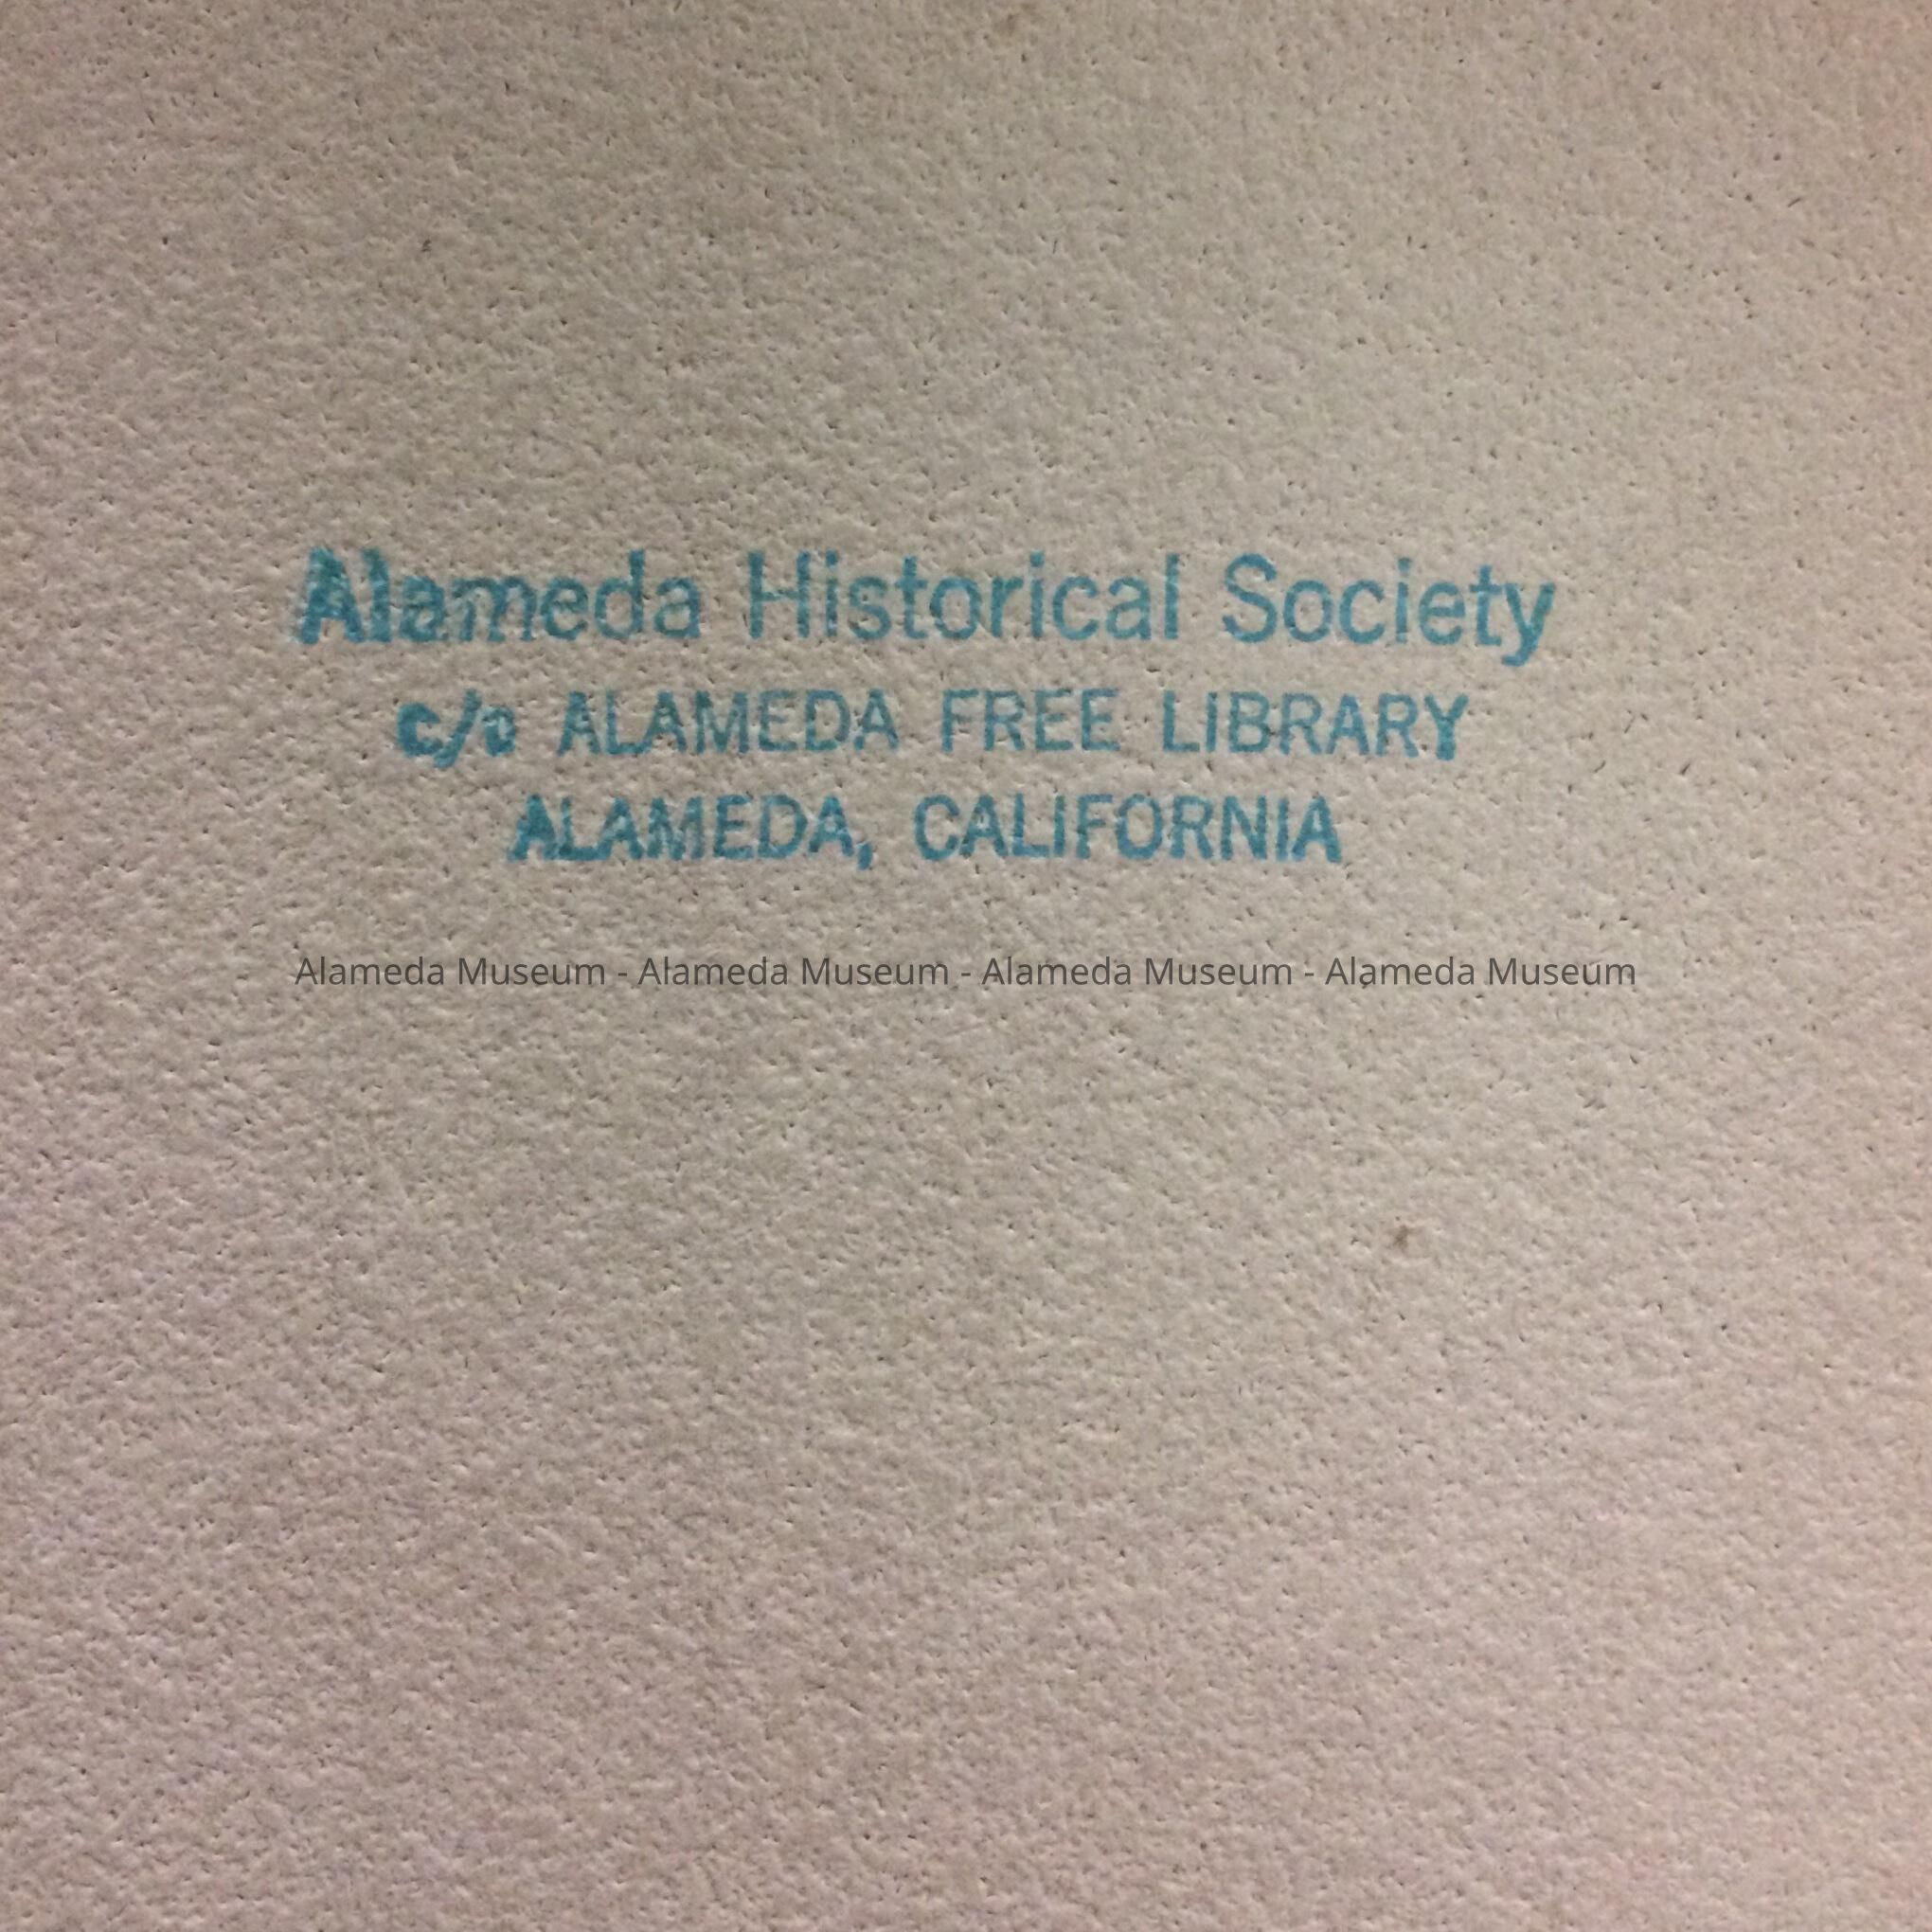 Alameda Historical Society
c/o ALAMEDA FREE LIBRARY
ALAMEDA, CALIFORNIA
Alameda Museum - Alameda Museum - Alameda Museum - Alameda Museum